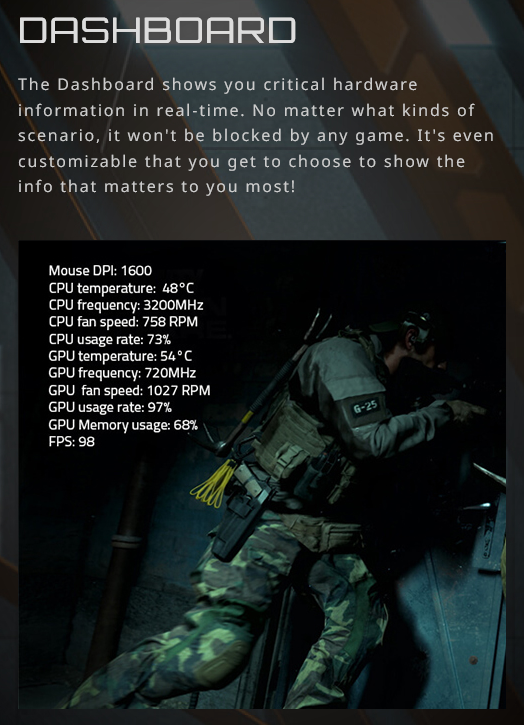 DASHBOARD
The Dashboard shows you critical hardware
information in real-time. No matter what kinds of
scenario, it won't be blocked by any game. It's even
customizable that you get to choose to show the
info that matters to you most!
Mouse DPI: 1600
CPU temperature: 48°C
CPU frequency: 3200MHz
CPU fan speed: 758 RPM
CPU usage rate: 73%
GPU temperature: 54°C
GPU frequency: 720MHz
GPU fan speed: 1027 RPM
GPU usage rate: 97%
GPU Memory usage: 68%
FPS: 98
G-25